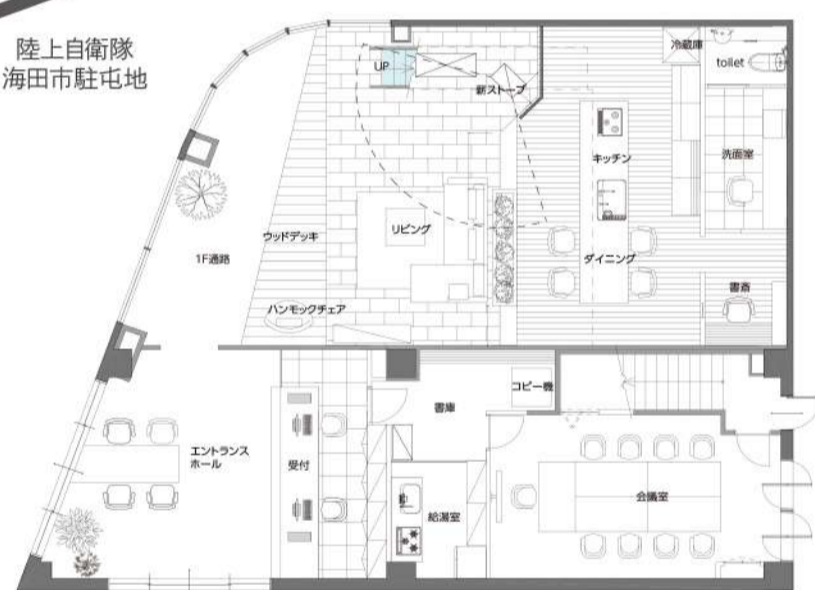 陸上自衛隊
海田市駐屯地
UP
薪ストーブ
冷蔵庫
toilet
キッチン
洗面室
ウッドデッキ
リビング
1F通路
ダイニング
ハンモックチェア
書斎
コピー機
書庫
エントランス
ホール
受付
給湯室
会議室